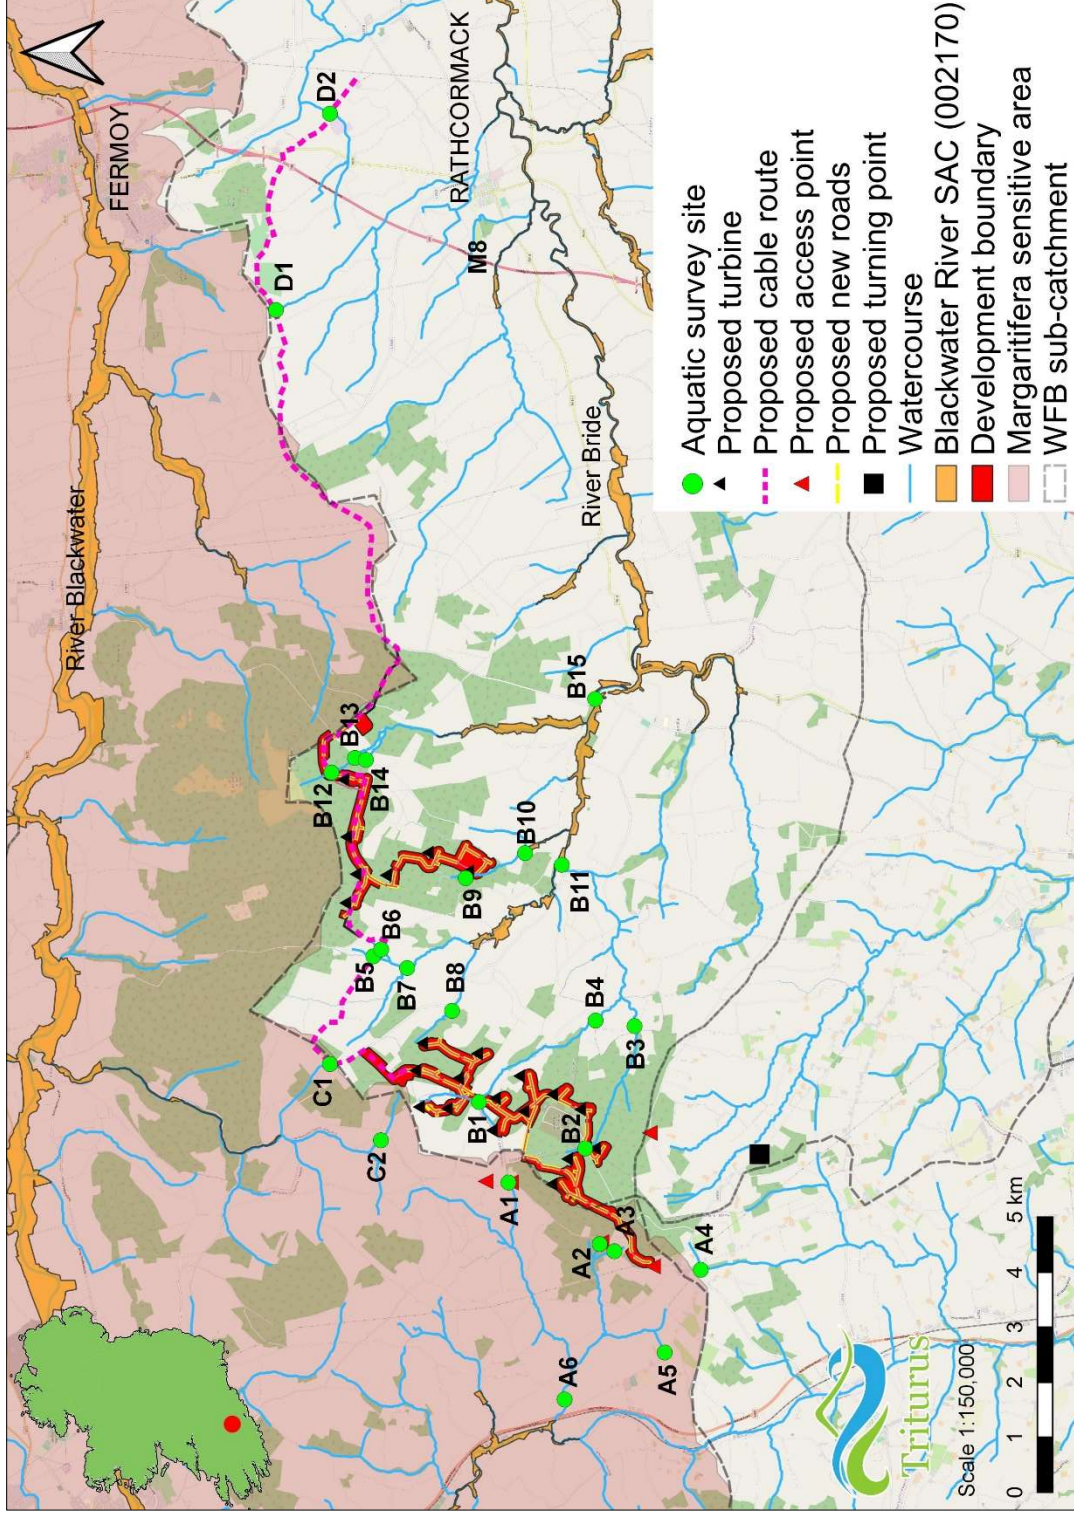 FERMOY
River Blackwater
D2
D1
RATHCORMACK
M8
River Bride
B13
B12
B14
B15
B10
B9
B11
B6
B5
B7
B8
B4
B3
C1
C2
B1
B2
A1
A3
A2
A4
A5
A6
Aquatic survey site
Proposed turbine
Proposed cable route
Proposed access point
Proposed new roads
Proposed turning point
Watercourse
Blackwater River SAC (002170)
Development boundary
Margaritifera sensitive area
WFB sub-catchment
Triturus
Scale 1:150,000
0 1 2 3 4 5 km